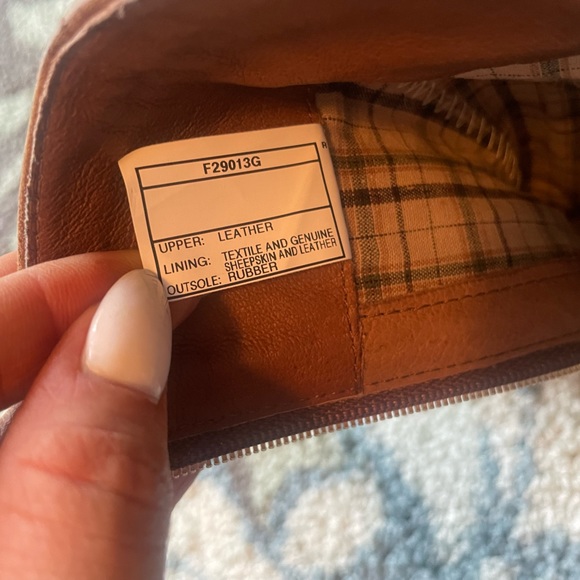 F29013G
R
UPPER: LEATHER
LINING: TEXTILE AND GENUINE
SHEEPSKIN AND LEATHER
OUTSOLE: RUBBER